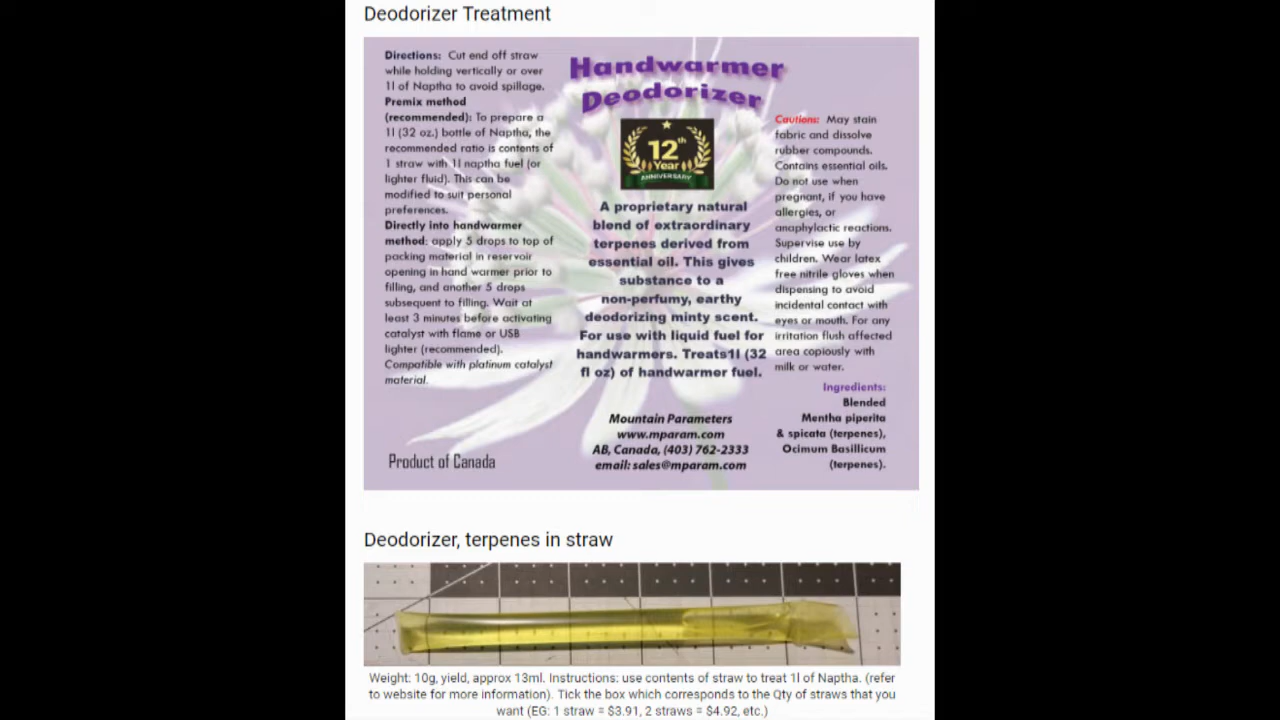 Deodorizer Treatment
Directions: Cut end off straw
while holding vertically or over
1l of Naptha to avoid spillage.
Premix method
(recommended): To prepare a
1l (32 oz.) bottle of Naptha, the
recommended ratio is contents of
1 straw with 1l naptha fuel (or
lighter fluid). This can be
modified to suit personal
preferences.
Directly into handwarmer
method: apply 5 drops to top of
packing material in reservoir
opening in hand warmer prior to
filling, and another 5 drops
subsequent to filling. Wait at
least 3 minutes before activating
catalyst with flame or USB
lighter (recommended).
Compatible with platinum catalyst
material.
Product of Canada
Handwarmer
Deodorizer
12th
Year
ANNIVERSARY
A proprietary natural
blend of extraordinary
terpenes derived from
essential oil. This gives
substance to a
non-perfumy, earthy
deodorizing minty scent.
For use with liquid fuel for
handwarmers. Treats1l (32
fl oz) of handwarmer fuel.
Mountain Parameters
www.mparam.com
AB, Canada, (403) 762-2333
email: sales@mparam.com
Cautions: May stain
fabric and dissolve
rubber compounds.
Contains essential oils.
Do not use when
pregnant, if you have
allergies, or
anaphylactic reactions.
Supervise use by
children. Wear latex
free nitrile gloves when
dispensing to avoid
incidental contact with
eyes or mouth. For any
irritation flush affected
area copiously with
milk or water.
Ingredients:
Blended
Mentha piperita
& spicata (terpenes),
Ocimum Basillicum
(terpenes).
Deodorizer, terpenes in straw
Weight: 10g, yield, approx 13ml. Instructions: use contents of straw to treat 1l of Naptha. (refer
to website for more information). Tick the box which corresponds to the Qty of straws that you
want (EG: 1 straw = $3.91, 2 straws = $4.92, etc.)